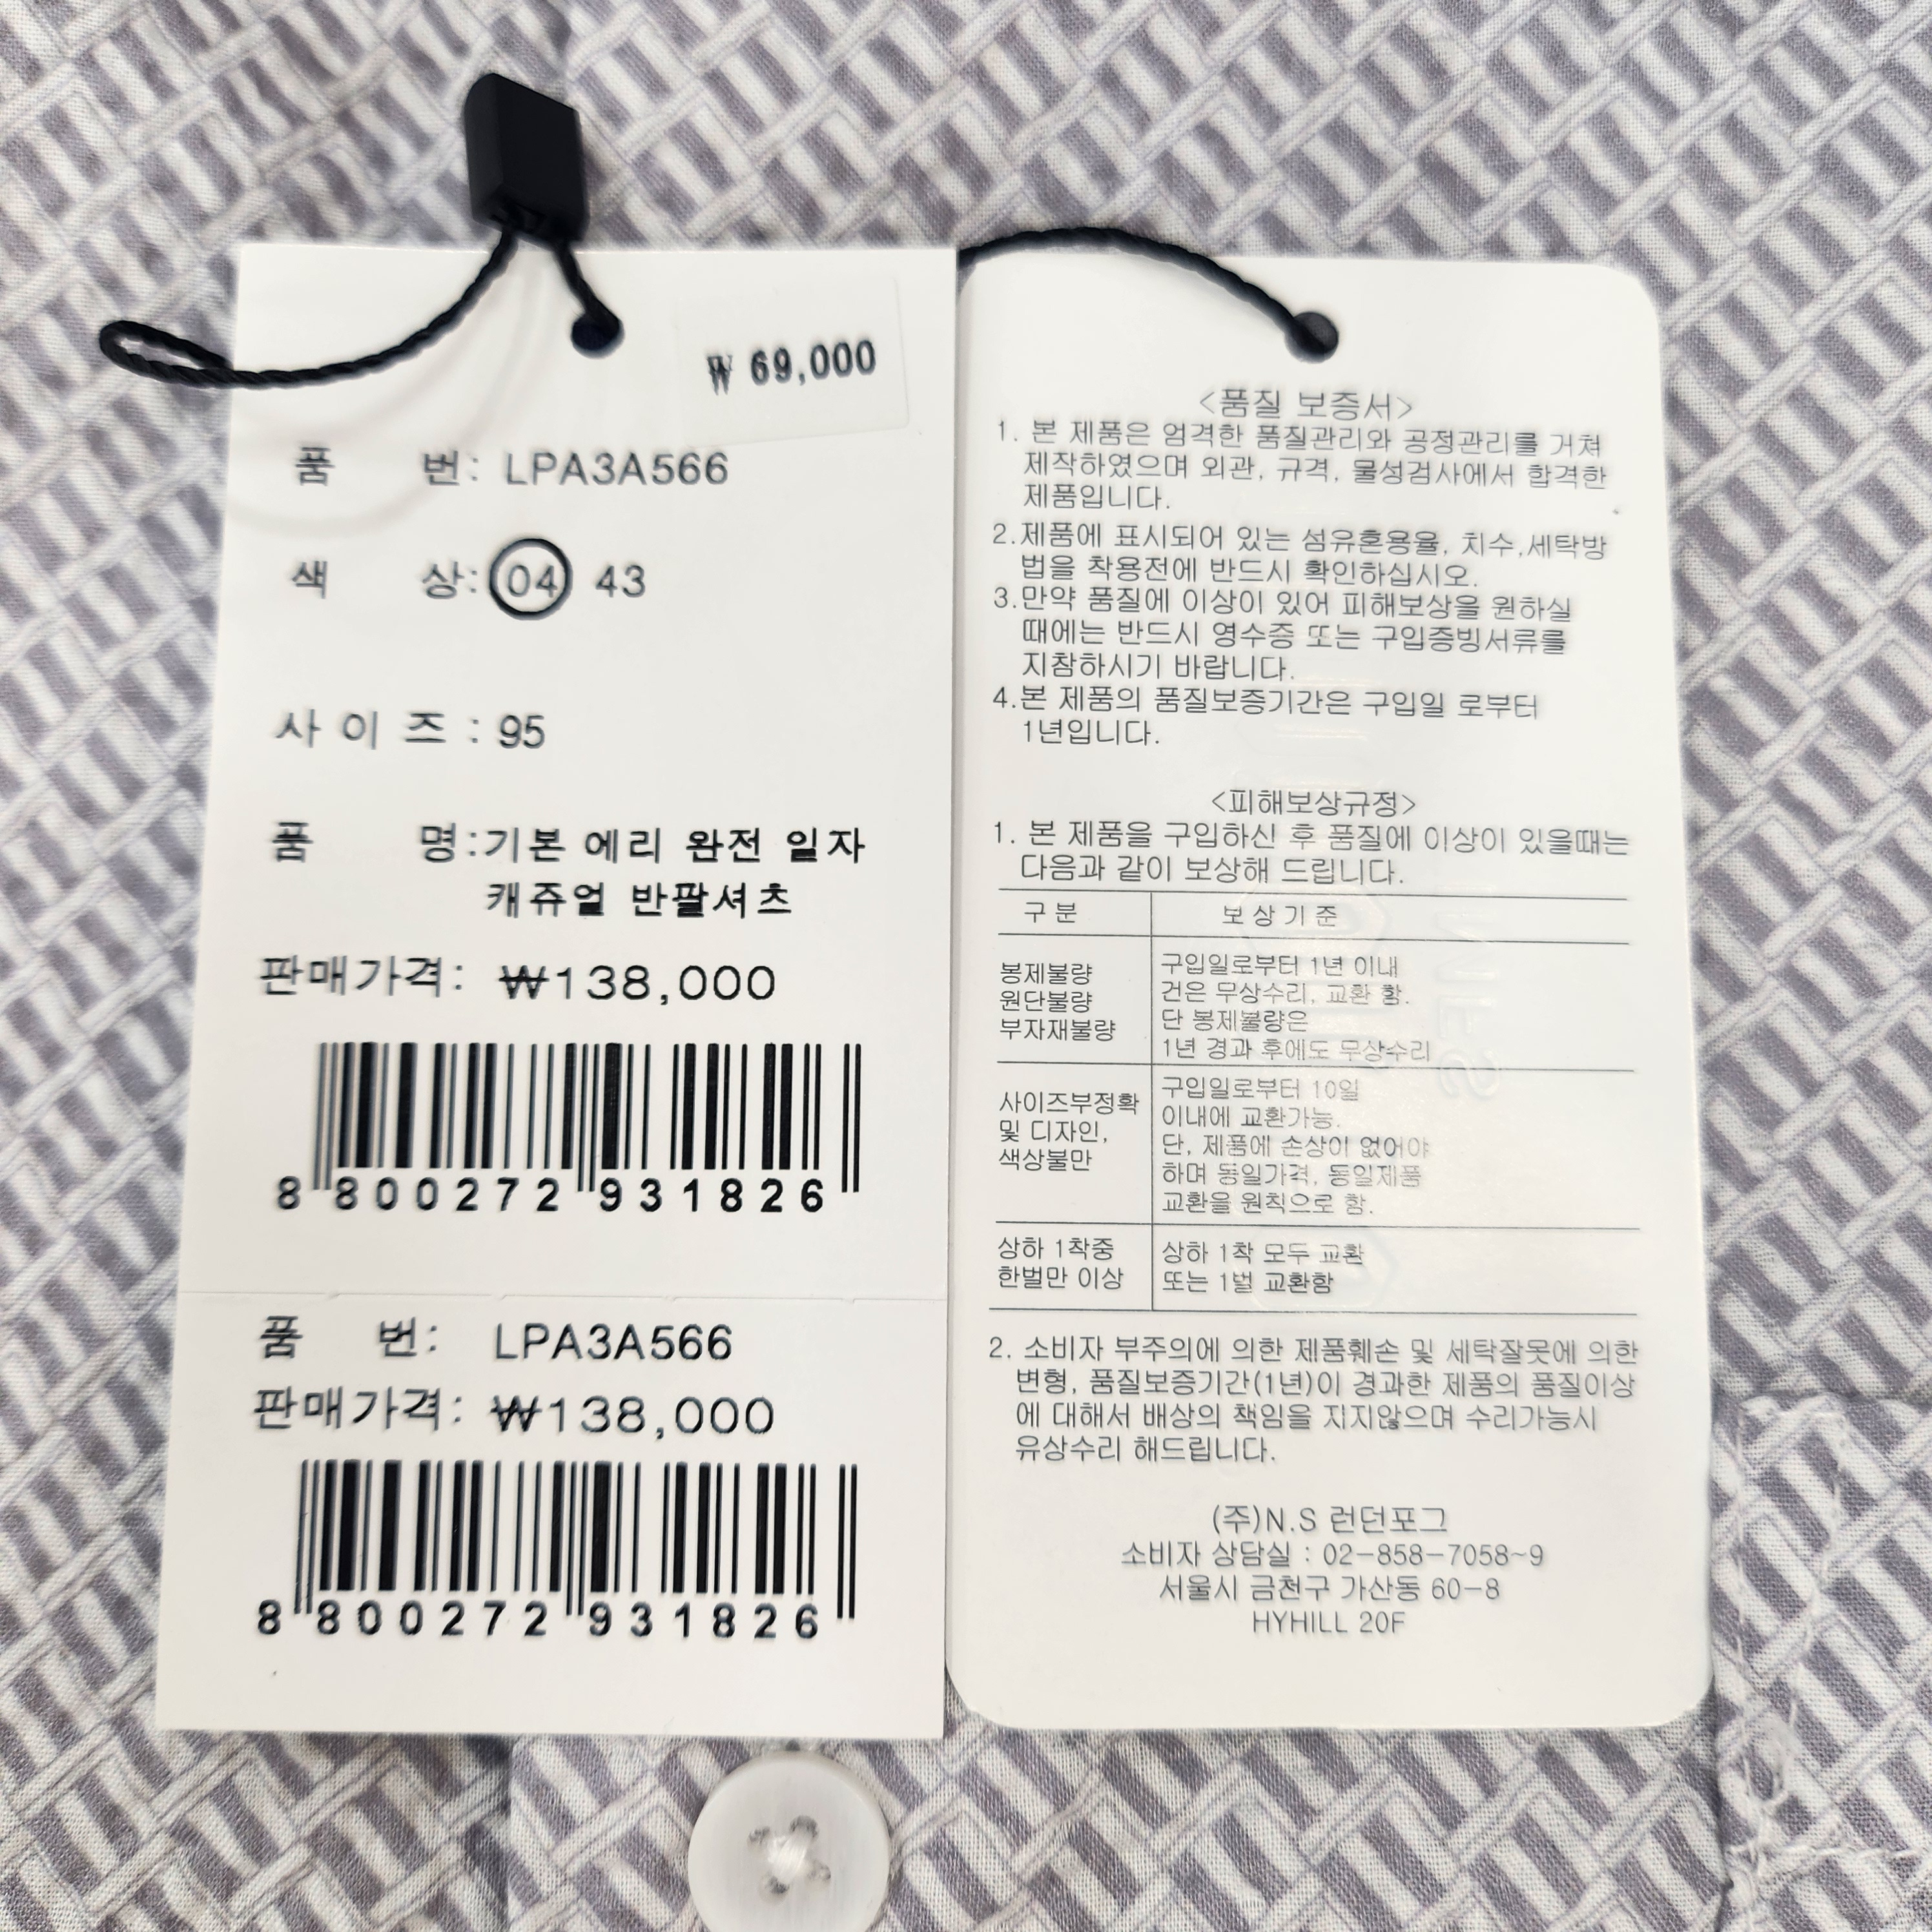 ₩ 69,000
품 번: LPA3A566
색 상: 04 43
사 이 즈 : 95
품 명:기본 에리 완전 일자
캐쥬얼 반팔셔츠
판매가격: ₩138,000
8 800272 931826
품 번: LPA3A566
판매가격: ₩138,000
8 800272 931826
<품질 보증서>
1. 본 제품은 엄격한 품질관리와 공정관리를 거쳐
제작하였으며 외관, 규격, 물성검사에서 합격한
제품입니다.
2.제품에 표시되어 있는 섬유혼용율, 치수,세탁방
법을 착용전에 반드시 확인하십시오.
3.만약 품질에 이상이 있어 피해보상을 원하실
때에는 반드시 영수증 또는 구입증빙서류를
지참하시기 바랍니다.
4.본 제품의 품질보증기간은 구입일 로부터
1년입니다.
<피해보상규정>
1. 본 제품을 구입하신 후 품질에 이상이 있을때는
다음과 같이 보상해 드립니다.
구 분 보 상 기 준
봉제불량
원단불량
부자재불량
구입일로부터 1년 이내
건은 무상수리, 교환 함.
단 봉제불량은
1년 경과 후에도 무상수리
사이즈부정확
및 디자인,
색상불만
구입일로부터 10일
이내에 교환가능.
단, 제품에 손상이 없어야
하며 동일가격, 동일제품
교환을 원칙으로 함.
상하 1착중
한벌만 이상
상하 1착 모두 교환
또는 1벌 교환함
2. 소비자 부주의에 의한 제품훼손 및 세탁잘못에 의한
변형, 품질보증기간(1년)이 경과한 제품의 품질이상
에 대해서 배상의 책임을 지지않으며 수리가능시
유상수리 해드립니다.
(주)N.S 런던포그
소비자 상담실 : 02-858-7058~9
서울시 금천구 가산동 60-8
HYHILL 20F